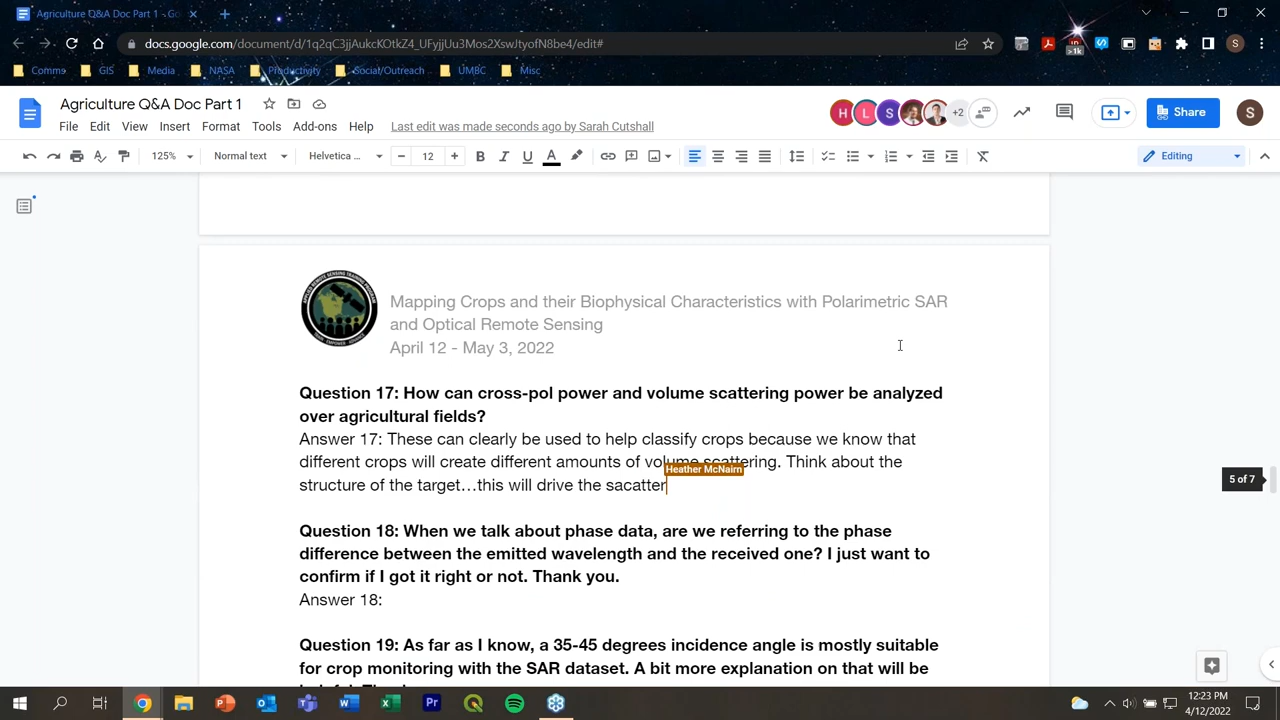 Agriculture Q&A Doc Part 1 - Go
docs.google.com/document/d/1q2qC3jjAukcKOtkZ4_UFyjjUu3Mos2XswJtyofN8be4/edit#
>1k
S
Comms
GIS
Media
NASA
Productivity
Social/Outreach
UMBC
Misc
Agriculture Q&A Doc Part 1
H
L
S
+2
Share
S
File
Edit
View
Insert
Format
Tools
Add-ons
Help
Last edit was made seconds ago by Sarah Cutshall
125%
Normal text
Helvetica ...
12
Editing
Mapping Crops and their Biophysical Characteristics with Polarimetric SAR
and Optical Remote Sensing
April 12 - May 3, 2022
Question 17: How can cross-pol power and volume scattering power be analyzed
over agricultural fields?
Answer 17: These can clearly be used to help classify crops because we know that
different crops will create different amounts of volume scattering. Think about the
Heather McNairn
structure of the target…this will drive the sacatter
5 of 7
Question 18: When we talk about phase data, are we referring to the phase
difference between the emitted wavelength and the received one? I just want to
confirm if I got it right or not. Thank you.
Answer 18:
Question 19: As far as I know, a 35-45 degrees incidence angle is mostly suitable
for crop monitoring with the SAR dataset. A bit more explanation on that will be
12:23 PM
4/12/2022